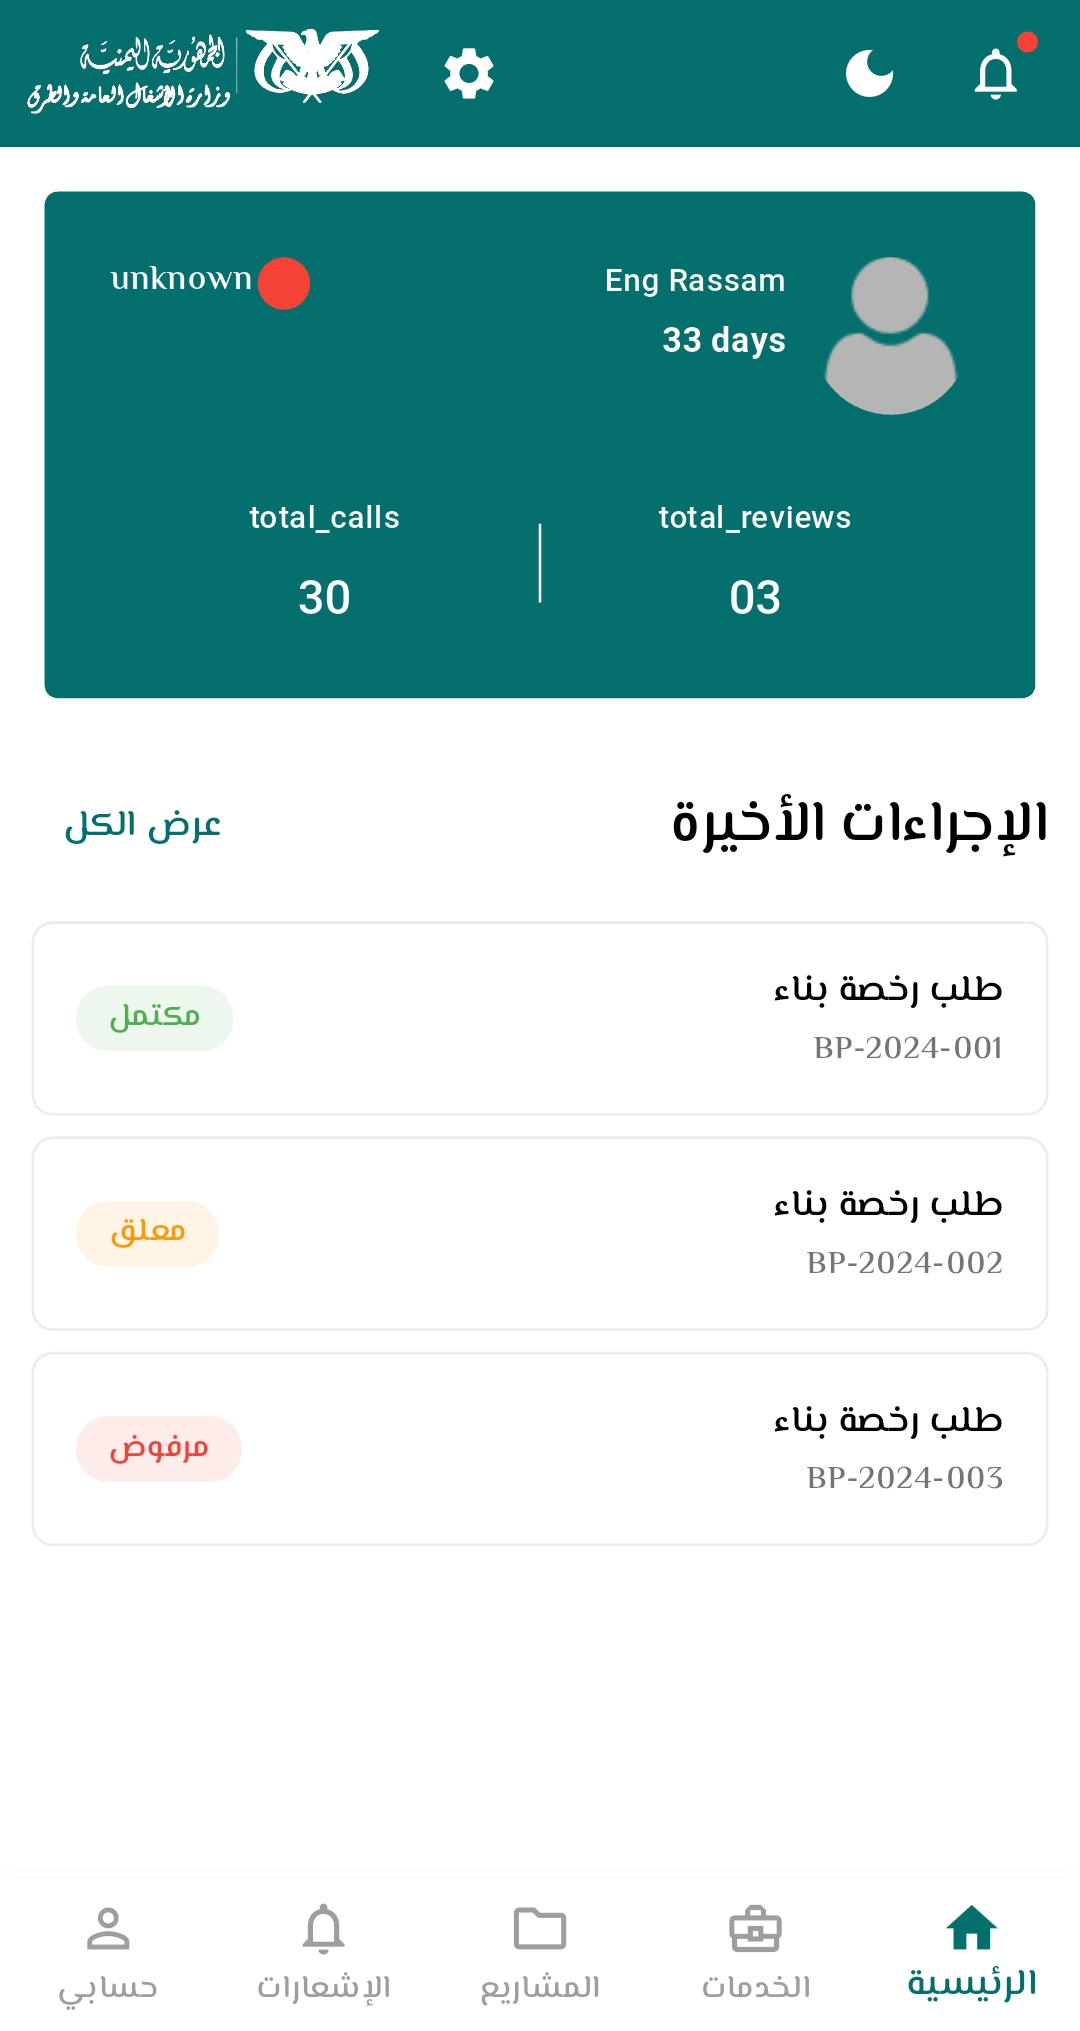 الجمهورية اليمنية
وزارة الأشغال العامة والطرق
Eng Rassam
unknown
33 days
total_reviews
total_calls
03
30
الإجراءات الأخيرة
عرض الكل
طلب رخصة بناء
BP-2024-001
مكتمل
طلب رخصة بناء
BP-2024-002
معلق
طلب رخصة بناء
BP-2024-003
مرفوض
الرئيسية
الخدمات
المشاريع
الإشعارات
حسابي